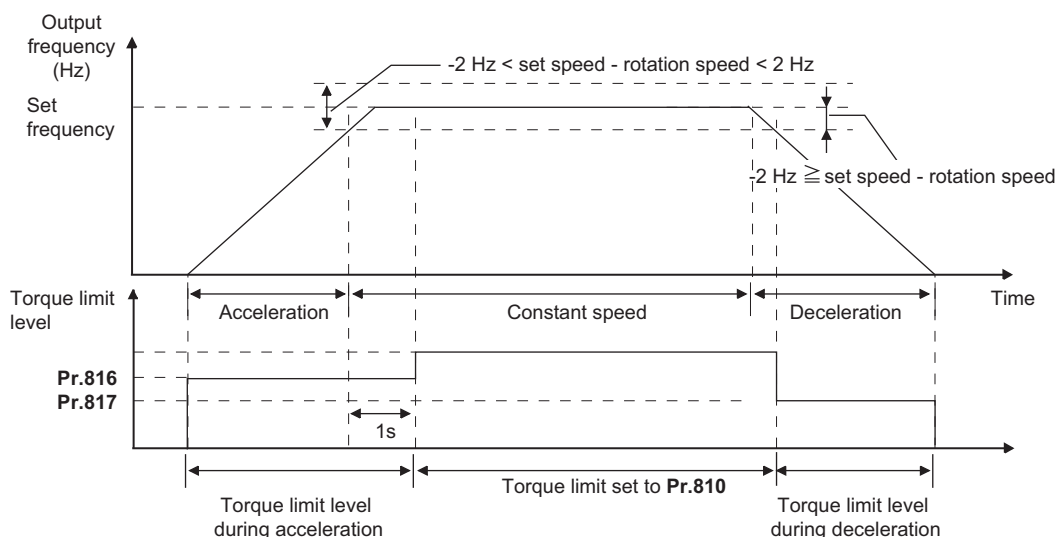 Output
frequency
(Hz)
-2 Hz < set speed - rotation speed < 2 Hz
Set
frequency
-2 Hz ≧ set speed - rotation speed
Torque limit
level
Acceleration
Constant speed
Deceleration
Time
Pr.816
Pr.817
1s
Torque limit level
during acceleration
Torque limit set to Pr.810
Torque limit level
during deceleration